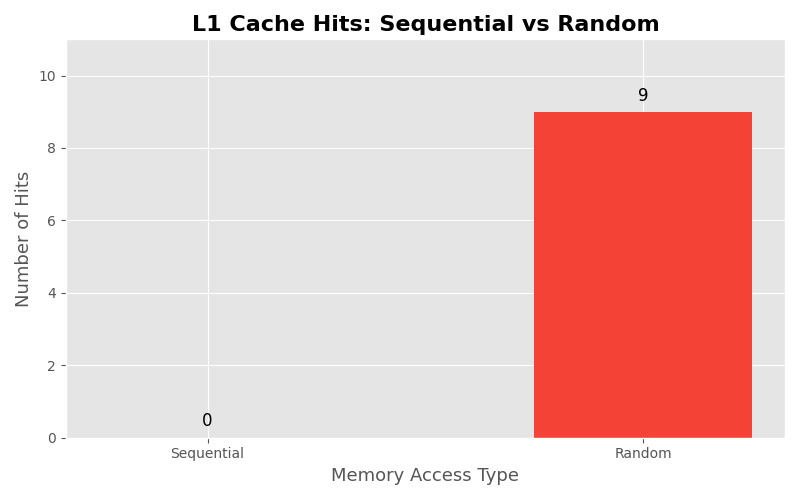 L1 Cache Hits: Sequential vs Random
Number of Hits
10
8
6
4
2
0
9
0
Sequential
Random
Memory Access Type